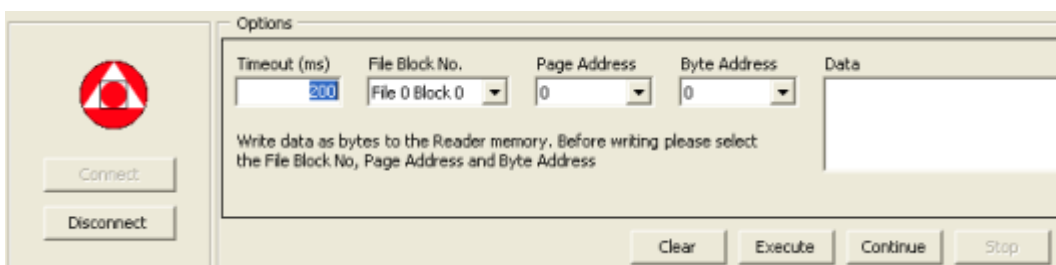 Options
Timeout (ms) File Block No. Page Address Byte Address Data
200 File 0 Block 0 0 0
Write data as bytes to the Reader memory. Before writing please select
the File Block No, Page Address and Byte Address
Connect
Disconnect
Clear Execute Continue Stop